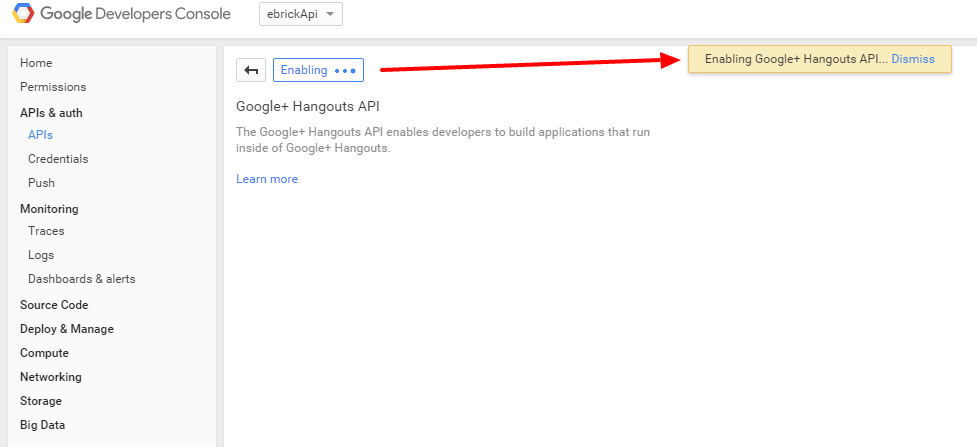 Google Developers Console
ebrickApi
Home
Permissions
APIs & auth
APIs
Credentials
Push
Monitoring
Traces
Logs
Dashboards & alerts
Source Code
Deploy & Manage
Compute
Networking
Storage
Big Data
Enabling
Enabling Google+ Hangouts API... Dismiss
Google+ Hangouts API
The Google+ Hangouts API enables developers to build applications that run
inside of Google+ Hangouts.
Learn more